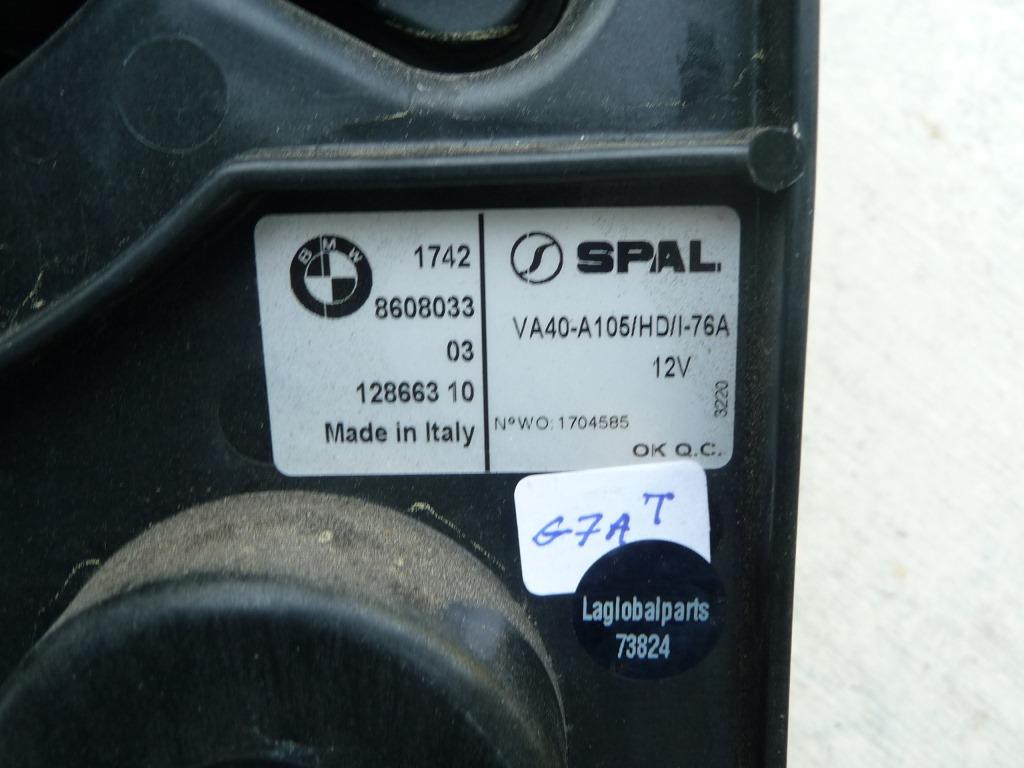 BMW
1742
8608033
03
128663 10
Made in Italy
SPAL
VA40-A105/HD/I-76A
12V
3220
N°WO: 1704585
OK Q.C.
G7A T
Laglobalparts
73824